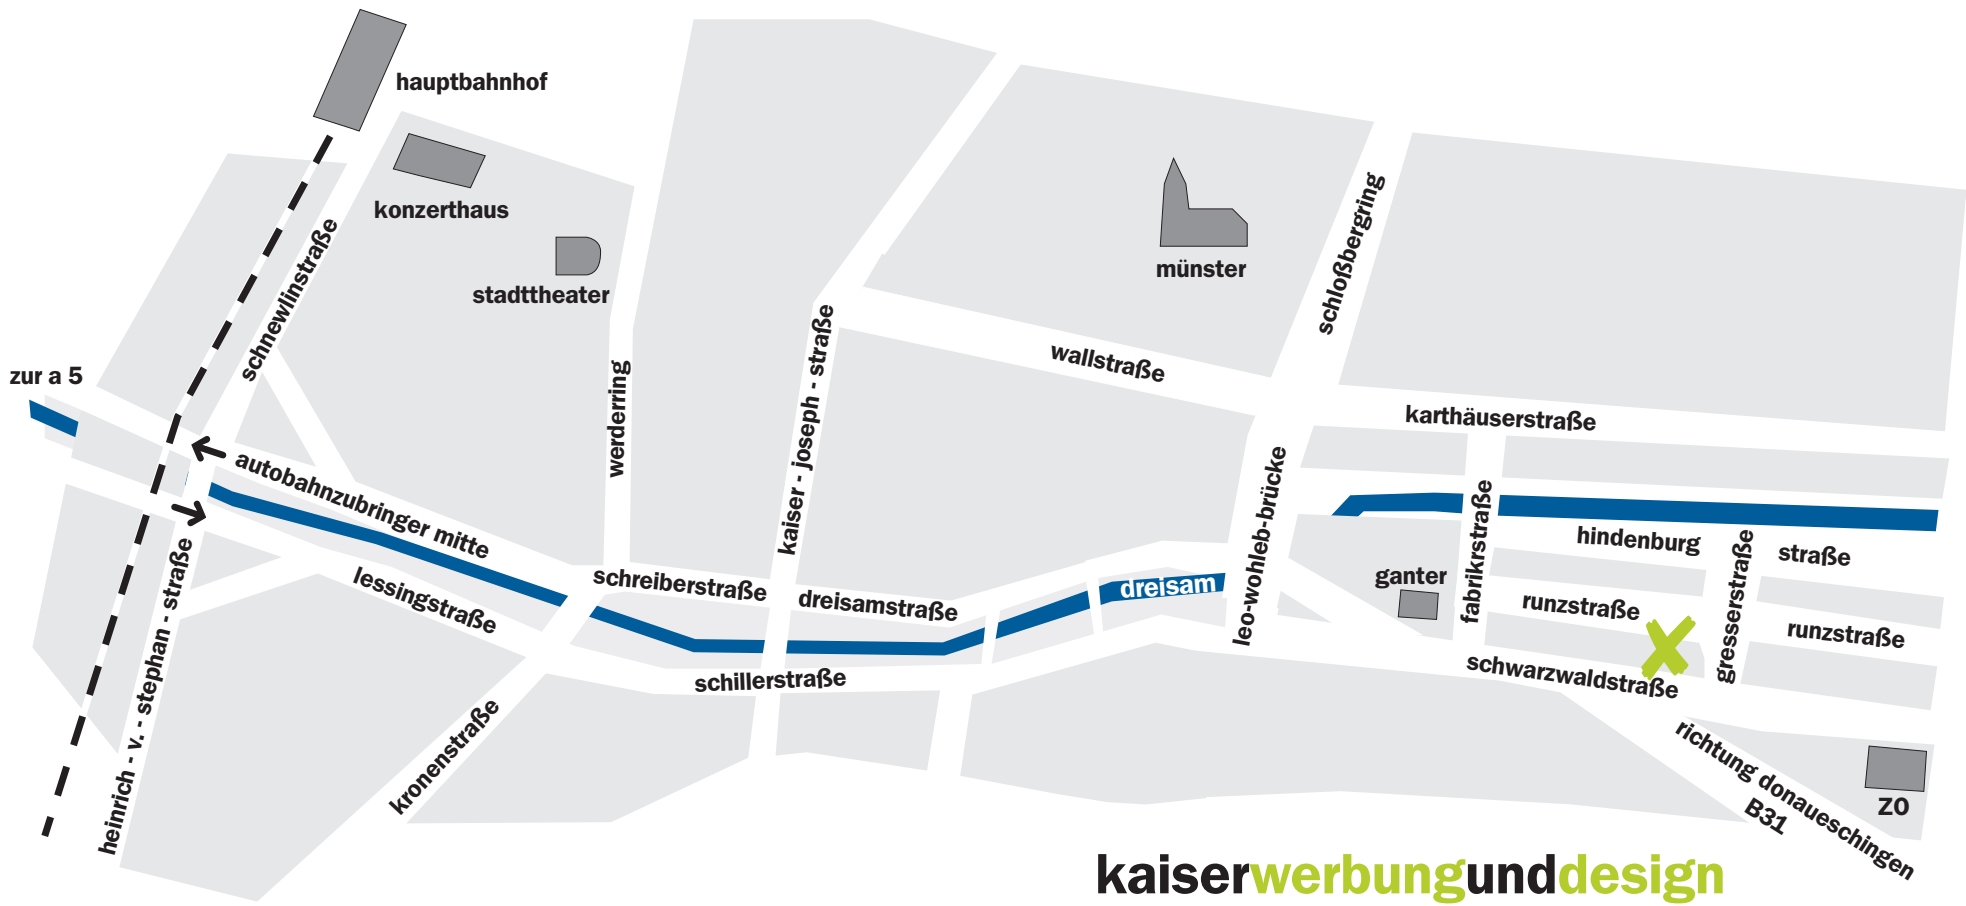 hauptbahnhof
konzerthaus
stadttheater
münster
schnewlinstraße
schloßbergring
zur a 5
werderring
kaiser - joseph - straße
wallstraße
karthäuserstraße
autobahnzubringer mitte
leo-wohleb-brücke
fabrikrstraße
hindenburg
straße
gresserstraße
lessingstraße
schreiberstraße
dreisamstraße
dreisam
ganter
runzstraße
runzstraße
heinrich - v. - stephan - straße
schillerstraße
schwarzwaldstraße
kronenstraße
richtung donaueschingen
B31
ZO
kaiserwerbungunddesign